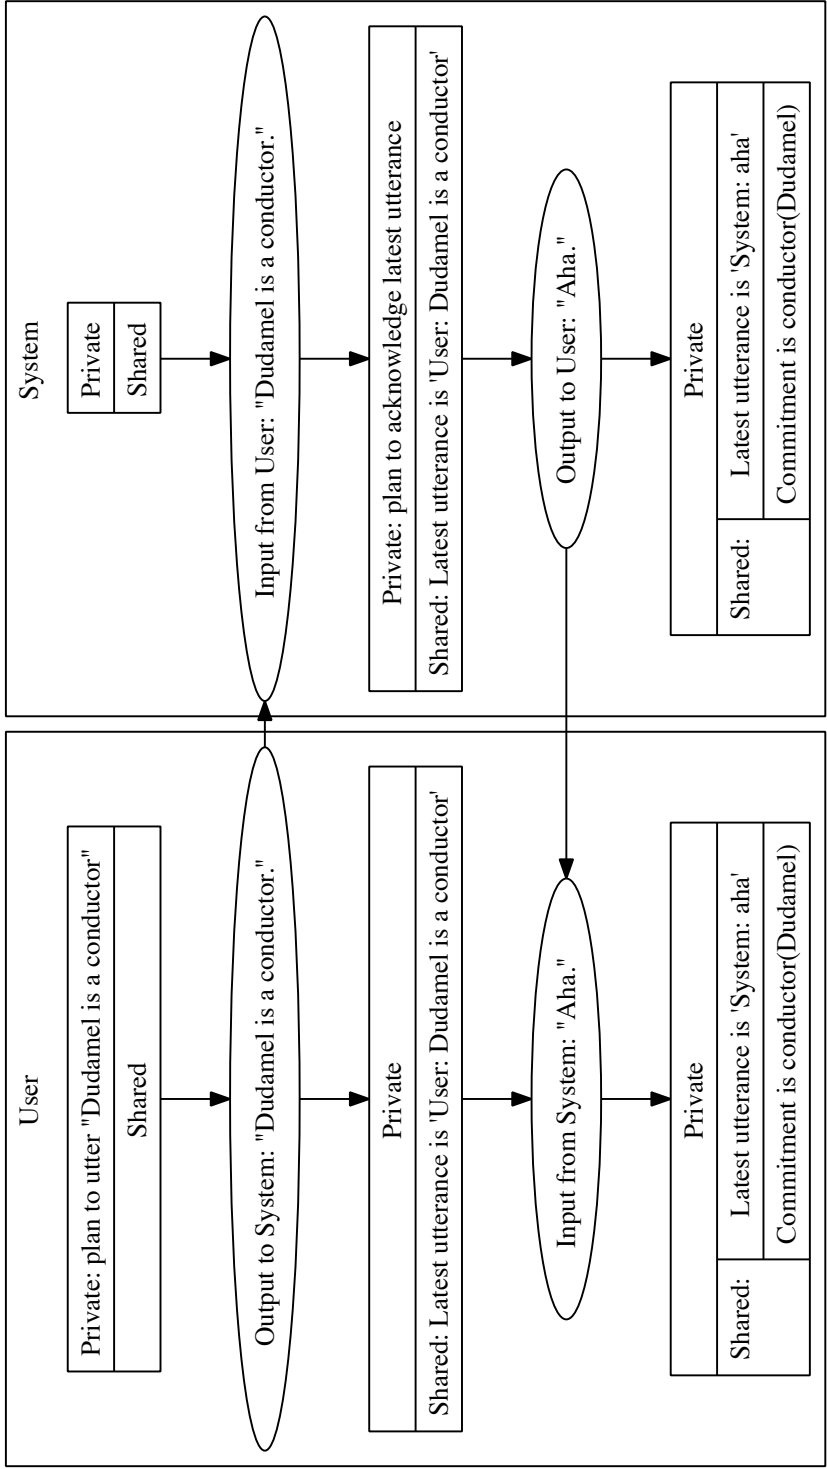 User
Private: plan to utter "Dudamel is a conductor"
Shared
Output to System: "Dudamel is a conductor."
Private
Shared: Latest utterance is 'User: Dudamel is a conductor'
Input from System: "Aha."
Private
Shared:
Latest utterance is 'System: aha'
Commitment is conductor(Dudamel)
System
Private
Shared
Input from User: "Dudamel is a conductor."
Private: plan to acknowledge latest utterance
Shared: Latest utterance is 'User: Dudamel is a conductor'
Output to User: "Aha."
Private
Shared:
Latest utterance is 'System: aha'
Commitment is conductor(Dudamel)